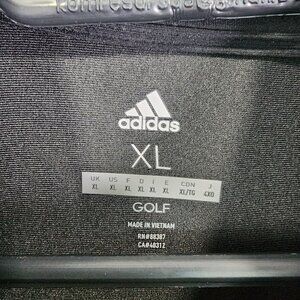 adidas
XL
UK US F D I E CDN J
XL XL XL XL XL XL XL/TG 4XO
GOLF
MADE IN VIETNAM
RN#88387
CA#40312